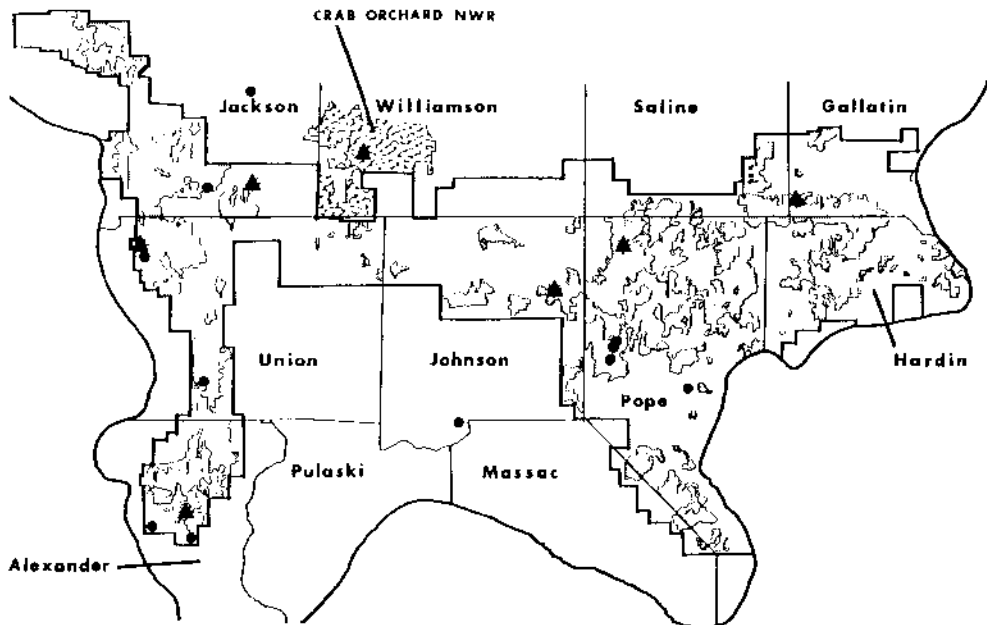 CRAB ORCHARD NWR
Jackson
Williamson
Saline
Gallatin
Union
Johnson
Hardin
Pope
Pulaski
Massac
Alexander